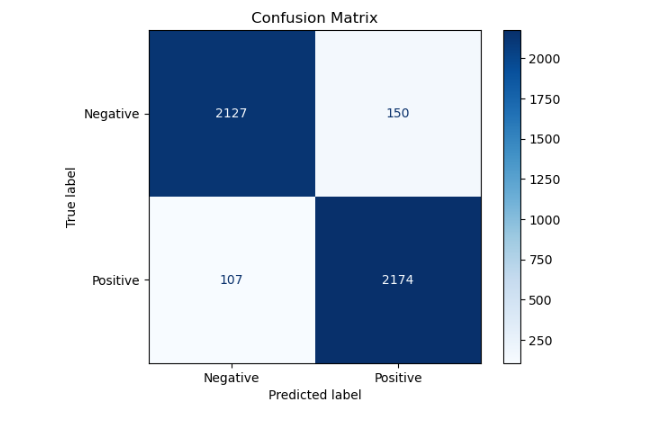 Confusion Matrix
2000
1750
1500
1250
1000
750
500
250
True label
Negative
2127 150
Positive
107 2174
Negative Positive
Predicted label